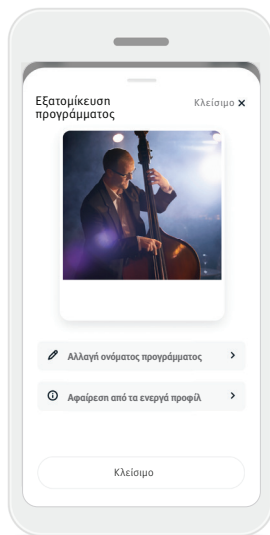 Εξατομίκευση
προγράμματος
Κλείσιμο ×
Αλλαγή ονόματος προγράμματος
Αφαίρεση από τα ενεργά προφίλ
Κλείσιμο